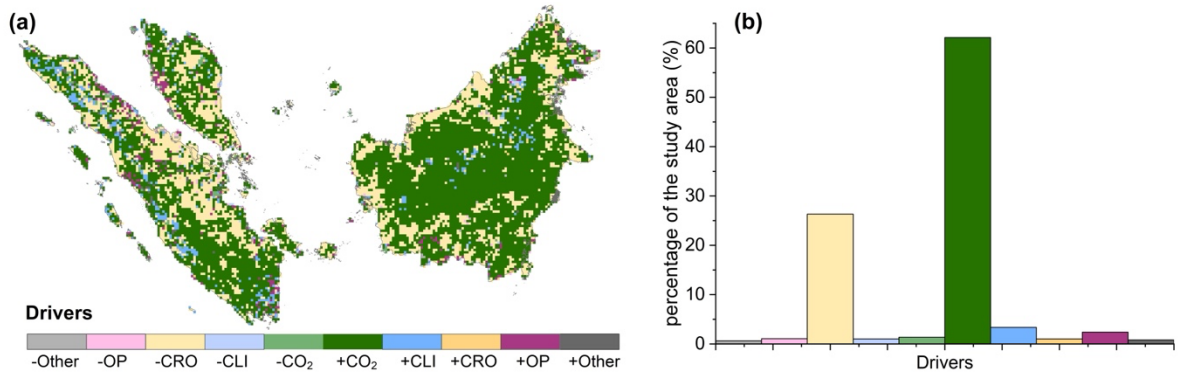 (a)
Drivers
-Other -OP -CRO -CLI -CO₂ +CO₂ +CLI +CRO +OP +Other
(b)
percentage of the study area (%)
60
50
40
30
20
10
0
Drivers